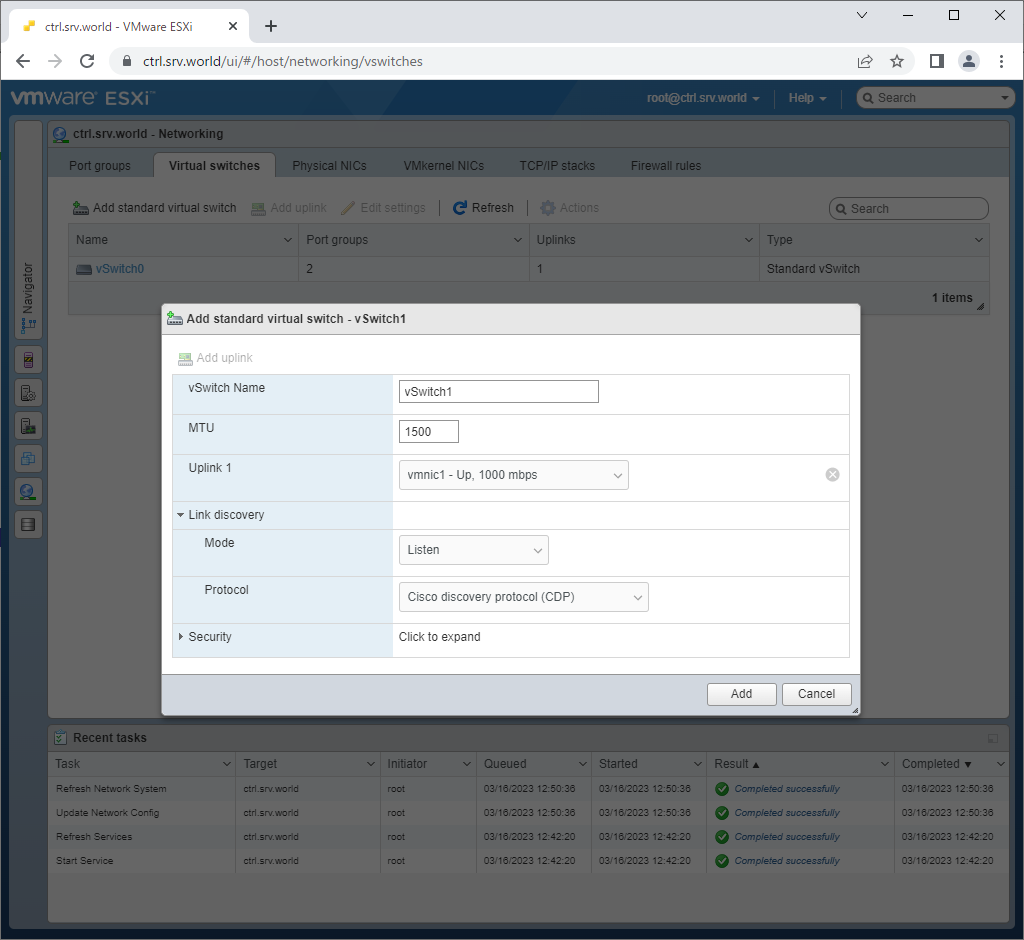 ctrl.srv.world - VMware ESXi
ctrl.srv.world/ui/#/host/networking/vswitches
vmware ESXi™
root@ctrl.srv.world
Help
Search
Navigator
ctrl.srv.world - Networking
Port groups
Virtual switches
Physical NICs
VMkernel NICs
TCP/IP stacks
Firewall rules
Add standard virtual switch
Add uplink
Edit settings
Refresh
Actions
Search
Name
Port groups
Uplinks
Type
vSwitch0
2
1
Standard vSwitch
1 items
Add standard virtual switch - vSwitch1
Add uplink
vSwitch Name
vSwitch1
MTU
1500
Uplink 1
vmnic1 - Up, 1000 mbps
Link discovery
Mode
Listen
Protocol
Cisco discovery protocol (CDP)
Security
Click to expand
Add
Cancel
Recent tasks
Task
Target
Initiator
Queued
Started
Result ▲
Completed ▼
Refresh Network System
ctrl.srv.world
root
03/16/2023 12:50:36
03/16/2023 12:50:36
Completed successfully
03/16/2023 12:50:36
Update Network Config
ctrl.srv.world
root
03/16/2023 12:50:36
03/16/2023 12:50:36
Completed successfully
03/16/2023 12:50:36
Refresh Services
ctrl.srv.world
root
03/16/2023 12:42:20
03/16/2023 12:42:20
Completed successfully
03/16/2023 12:42:20
Start Service
ctrl.srv.world
root
03/16/2023 12:42:20
03/16/2023 12:42:20
Completed successfully
03/16/2023 12:42:20